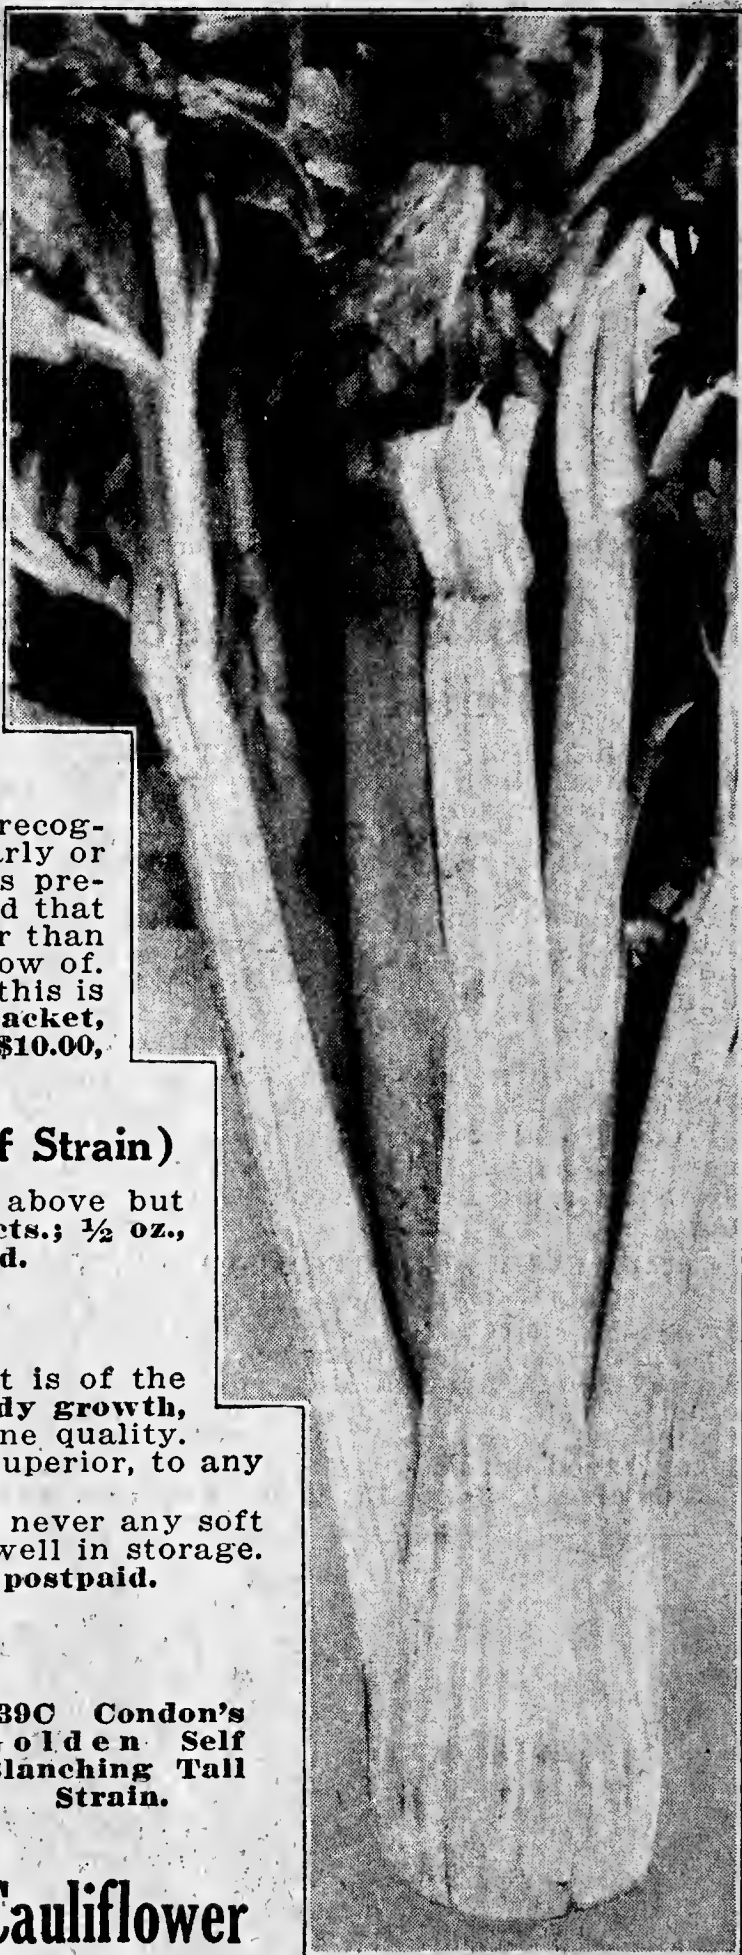 recog-
rly or
s pre-
d that
r than
ow of.
this is
acket,
$10.00,
f Strain)
above but
cts.; ½ oz.,
d.
t is of the
dy growth,
ne quality.
uperior, to any
never any soft
well in storage.
postpaid.
39C Condon's
olden Self
lanching Tall
Strain.
Cauliflower